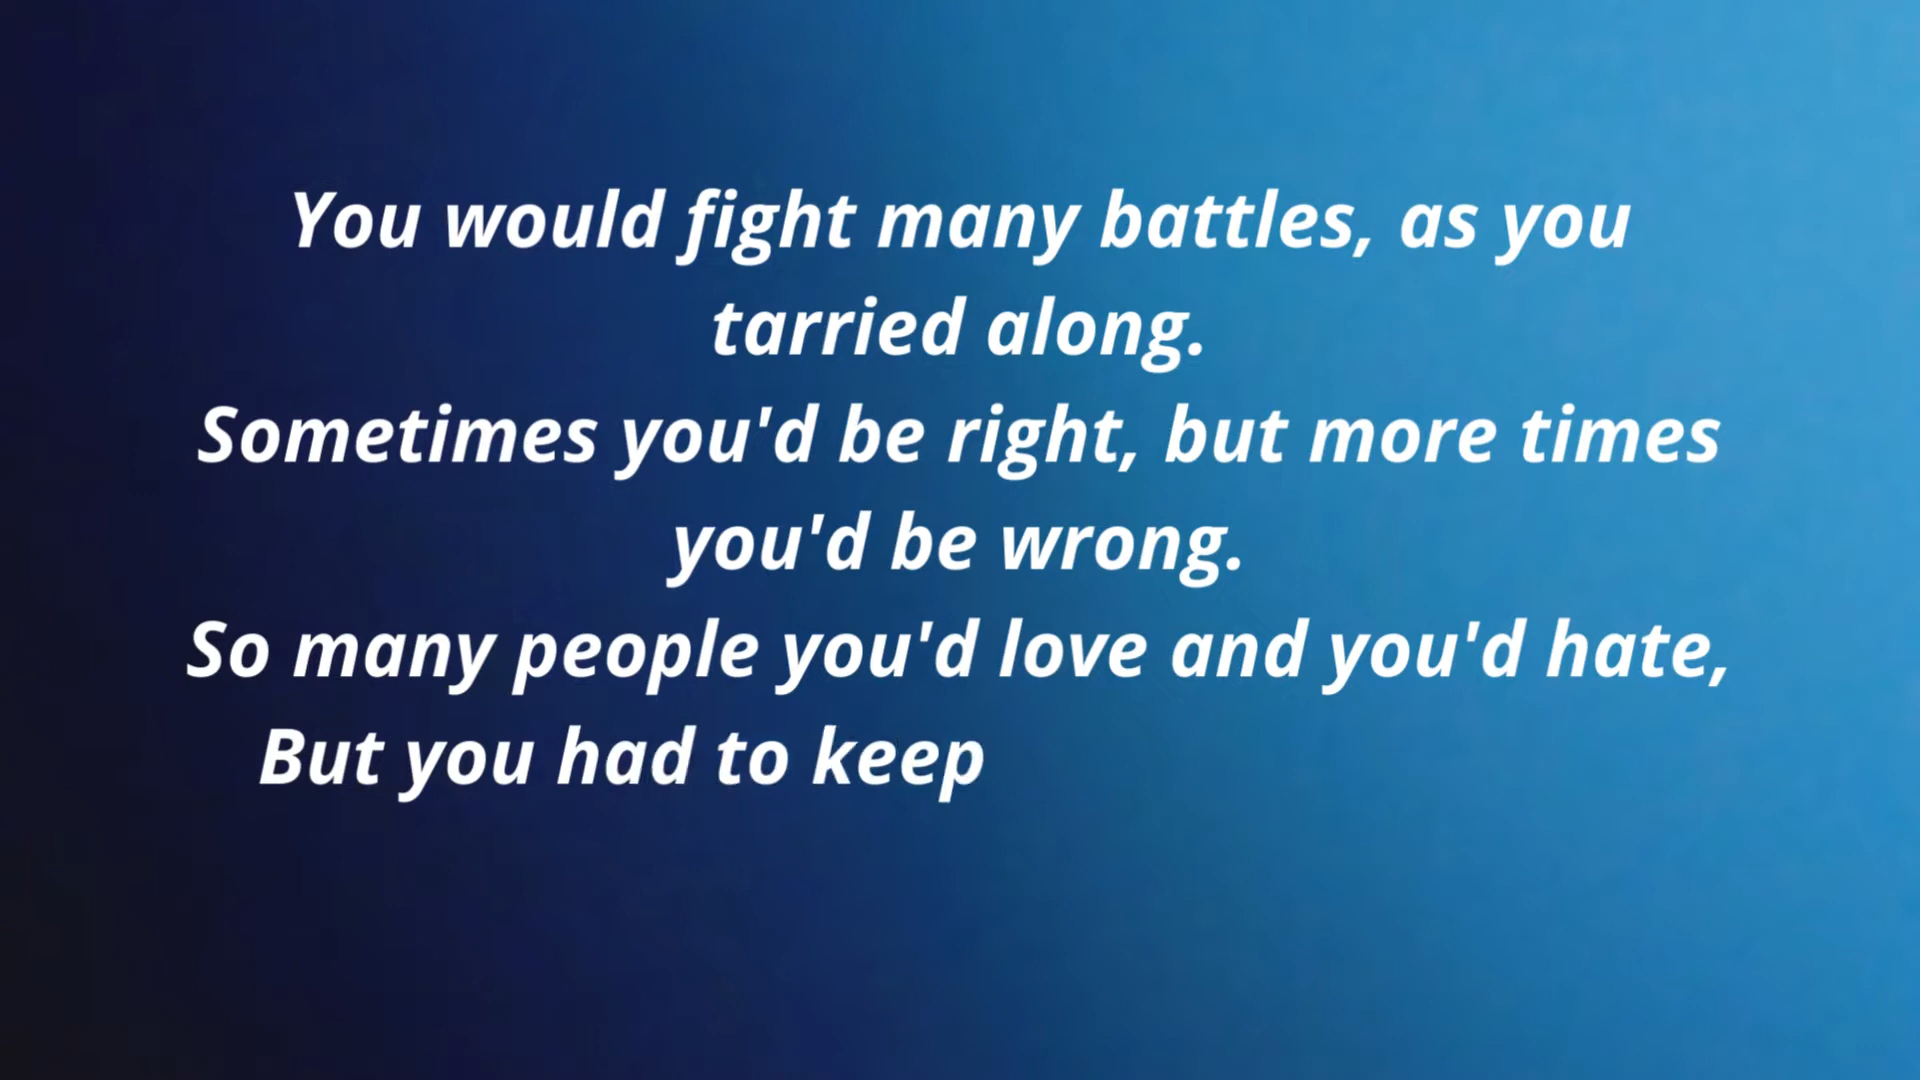 You would fight many battles, as you
tarried along.
Sometimes you'd be right, but more times
you'd be wrong.
So many people you'd love and you'd hate,
But you had to keep